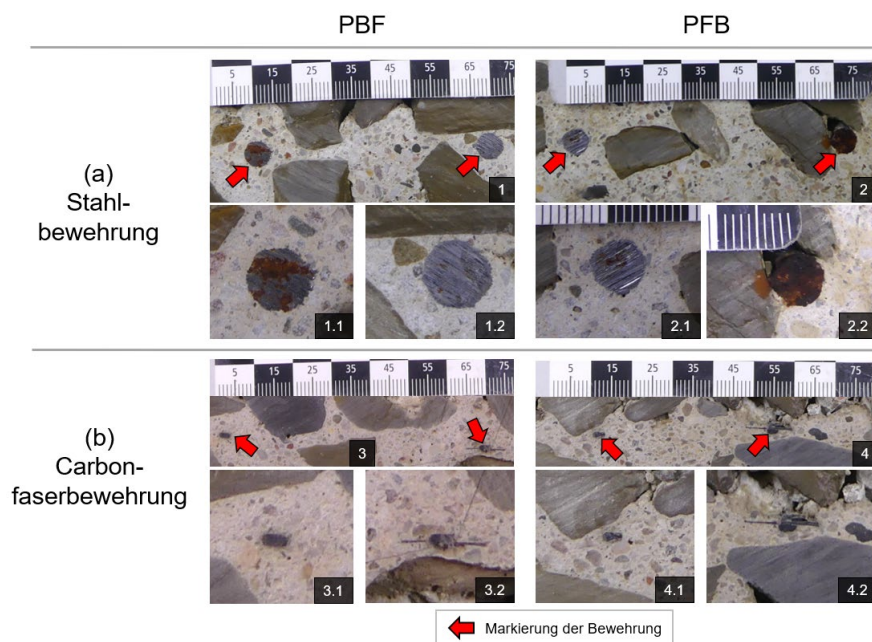 PBF PFB
5 15 25 35 45 55 65 75
5 15 25 35 45 55 65 75
(a)
Stahl-
bewehrung
1
2
1.1
1.2
2.1
2.2
5 15 25 35 45 55 65 75
5 15 25 35 45 55 65 75
(b)
Carbon-
faserbewehrung
3
4
3.1
3.2
4.1
4.2
Markierung der Bewehrung